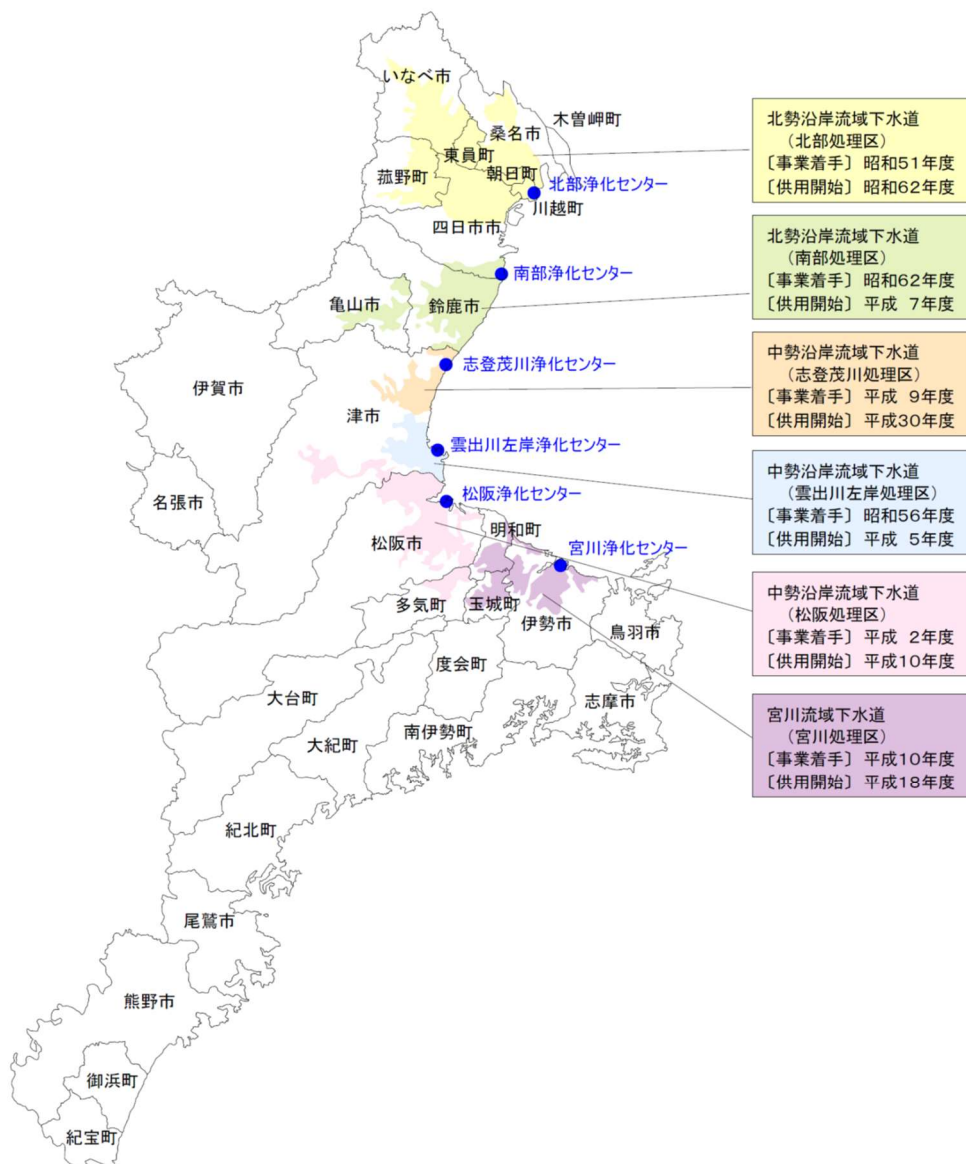 いなべ市
木曽岬町
桑名市
東員町
朝日町
菰野町
北部浄化センター
川越町
四日市市
南部浄化センター
亀山市
鈴鹿市
志登茂川浄化センター
伊賀市
津市
雲出川左岸浄化センター
名張市
松阪浄化センター
明和町
松阪市
宮川浄化センター
多気町
玉城町
伊勢市
鳥羽市
度会町
大台町
志摩市
南伊勢町
大紀町
紀北町
尾鷲市
熊野市
御浜町
紀宝町
北勢沿岸流域下水道
(北部処理区)
〔事業着手〕 昭和51年度
〔供用開始〕 昭和62年度
北勢沿岸流域下水道
(南部処理区)
〔事業着手〕 昭和62年度
〔供用開始〕 平成 7年度
中勢沿岸流域下水道
(志登茂川処理区)
〔事業着手〕 平成 9年度
〔供用開始〕 平成30年度
中勢沿岸流域下水道
(雲出川左岸処理区)
〔事業着手〕 昭和56年度
〔供用開始〕 平成 5年度
中勢沿岸流域下水道
(松阪処理区)
〔事業着手〕 平成 2年度
〔供用開始〕 平成10年度
宮川流域下水道
(宮川処理区)
〔事業着手〕 平成10年度
〔供用開始〕 平成18年度